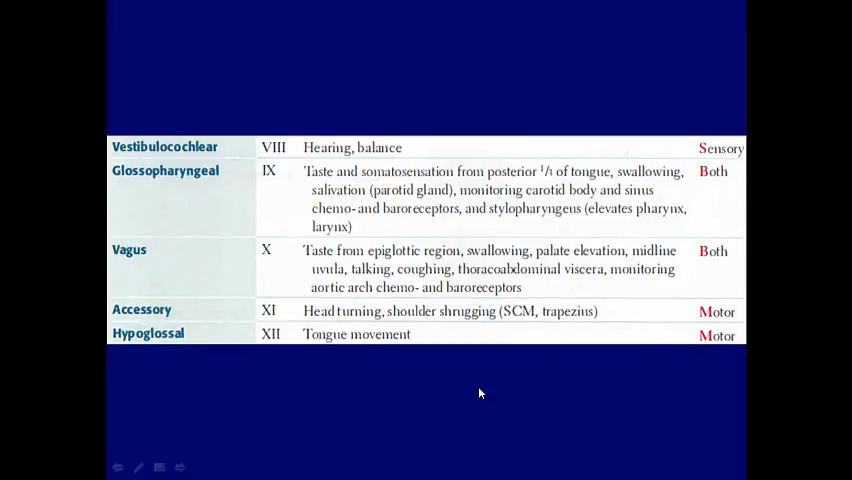 Vestibulocochlear VIII Hearing, balance Sensory
Glossopharyngeal IX Taste and somatosensation from posterior 1/3 of tongue, swallowing, Both
salivation (parotid gland), monitoring carotid body and sinus
chemo- and baroreceptors, and stylopharyngeus (elevates pharynx,
larynx)
Vagus X Taste from epiglottic region, swallowing, palate elevation, midline Both
uvula, talking, coughing, thoracoabdominal viscera, monitoring
aortic arch chemo- and baroreceptors
Accessory XI Head turning, shoulder shrugging (SCM, trapezius) Motor
Hypoglossal XII Tongue movement Motor